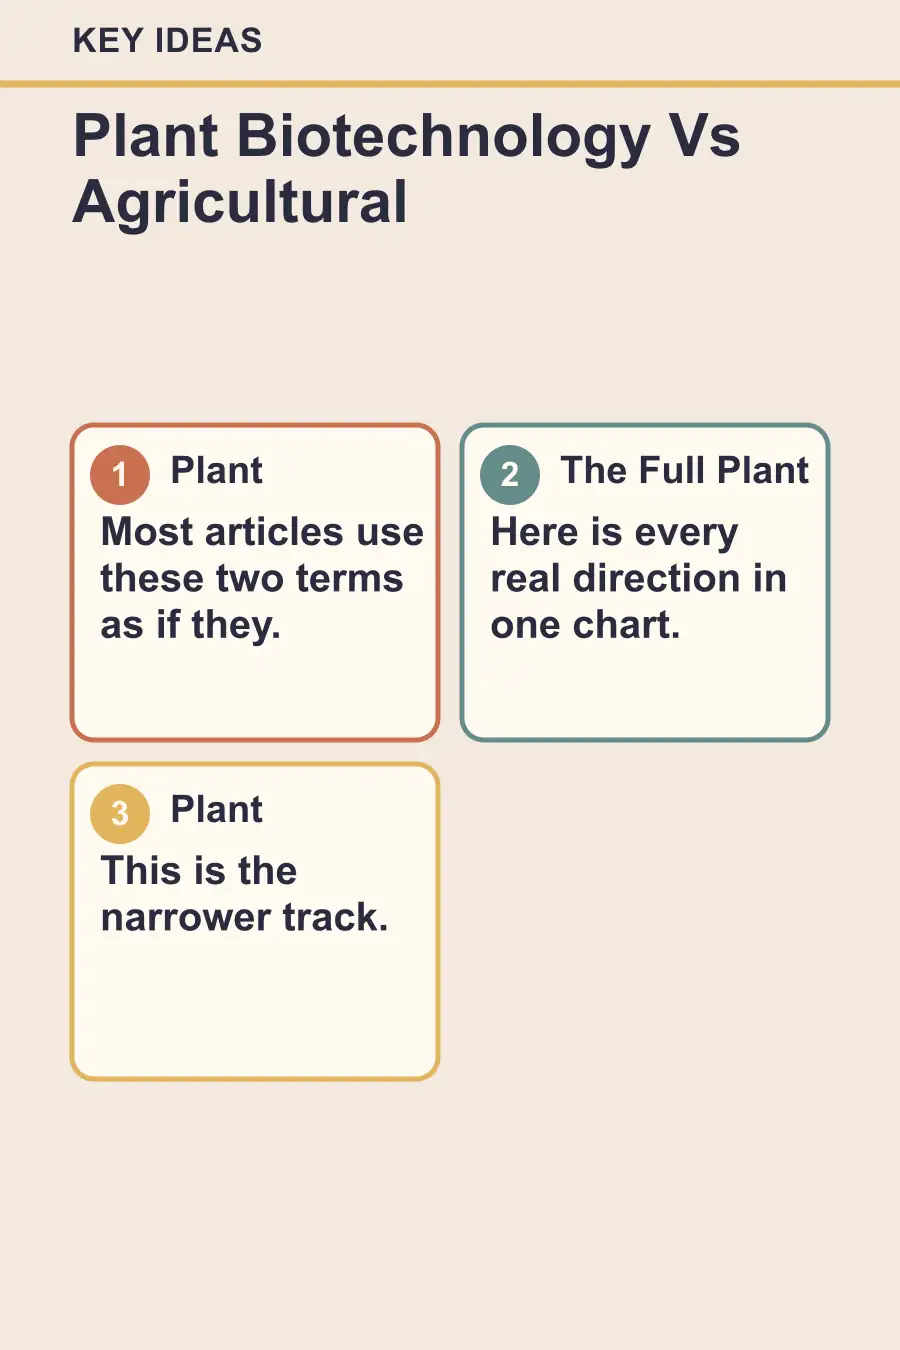 KEY IDEAS
Plant Biotechnology Vs
Agricultural
1 Plant
Most articles use
these two terms
as if they.
2 The Full Plant
Here is every
real direction in
one chart.
3 Plant
This is the
narrower track.